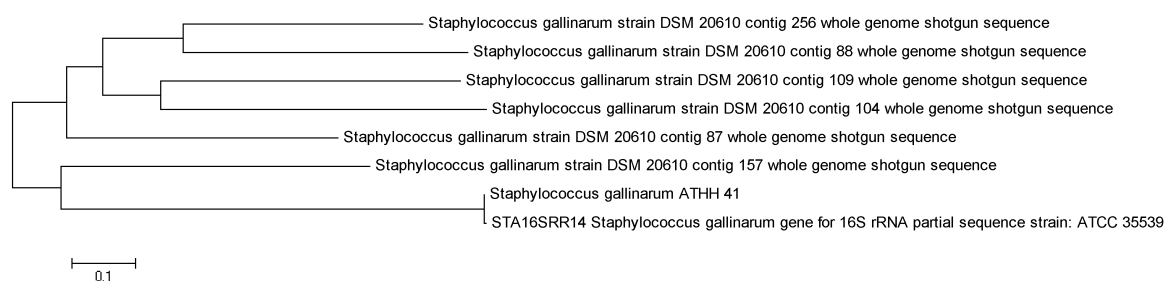 Staphylococcus gallinarum strain DSM 20610 contig 256 whole genome shotgun sequence
Staphylococcus gallinarum strain DSM 20610 contig 88 whole genome shotgun sequence
Staphylococcus gallinarum strain DSM 20610 contig 109 whole genome shotgun sequence
Staphylococcus gallinarum strain DSM 20610 contig 104 whole genome shotgun sequence
Staphylococcus gallinarum strain DSM 20610 contig 87 whole genome shotgun sequence
Staphylococcus gallinarum strain DSM 20610 contig 157 whole genome shotgun sequence
Staphylococcus gallinarum ATHH 41
STA16SRR14 Staphylococcus gallinarum gene for 16S rRNA partial sequence strain: ATCC 35539
0.1